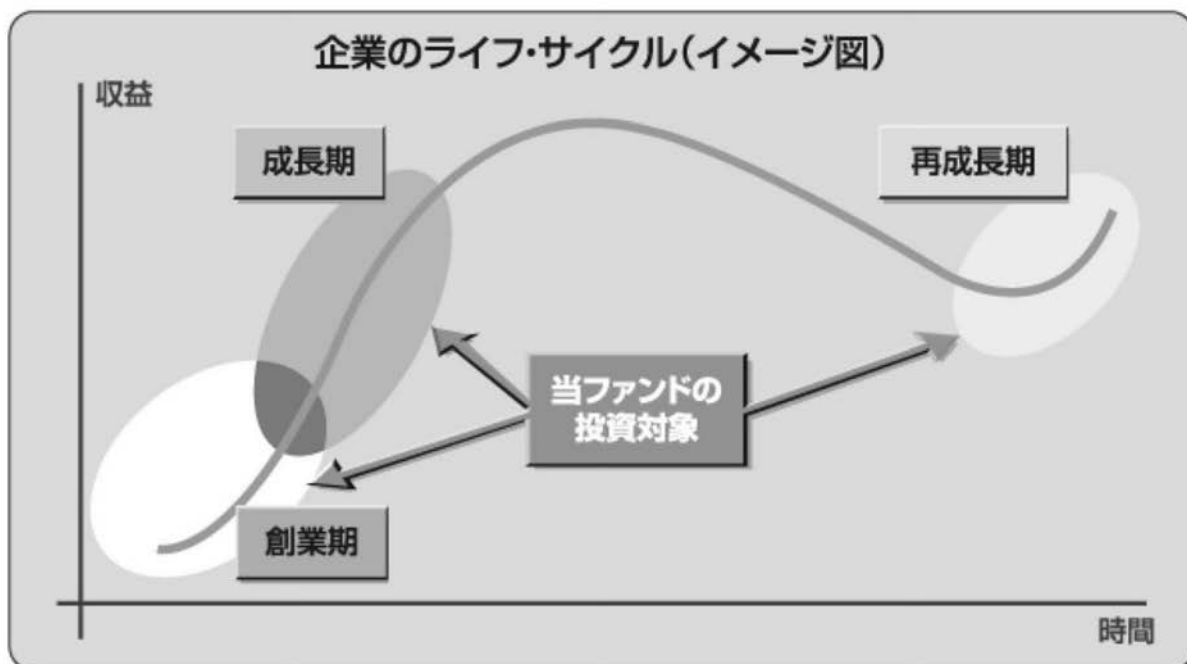 企業のライフ・サイクル(イメージ図)
収益
成長期
再成長期
当ファンドの
投資対象
創業期
時間